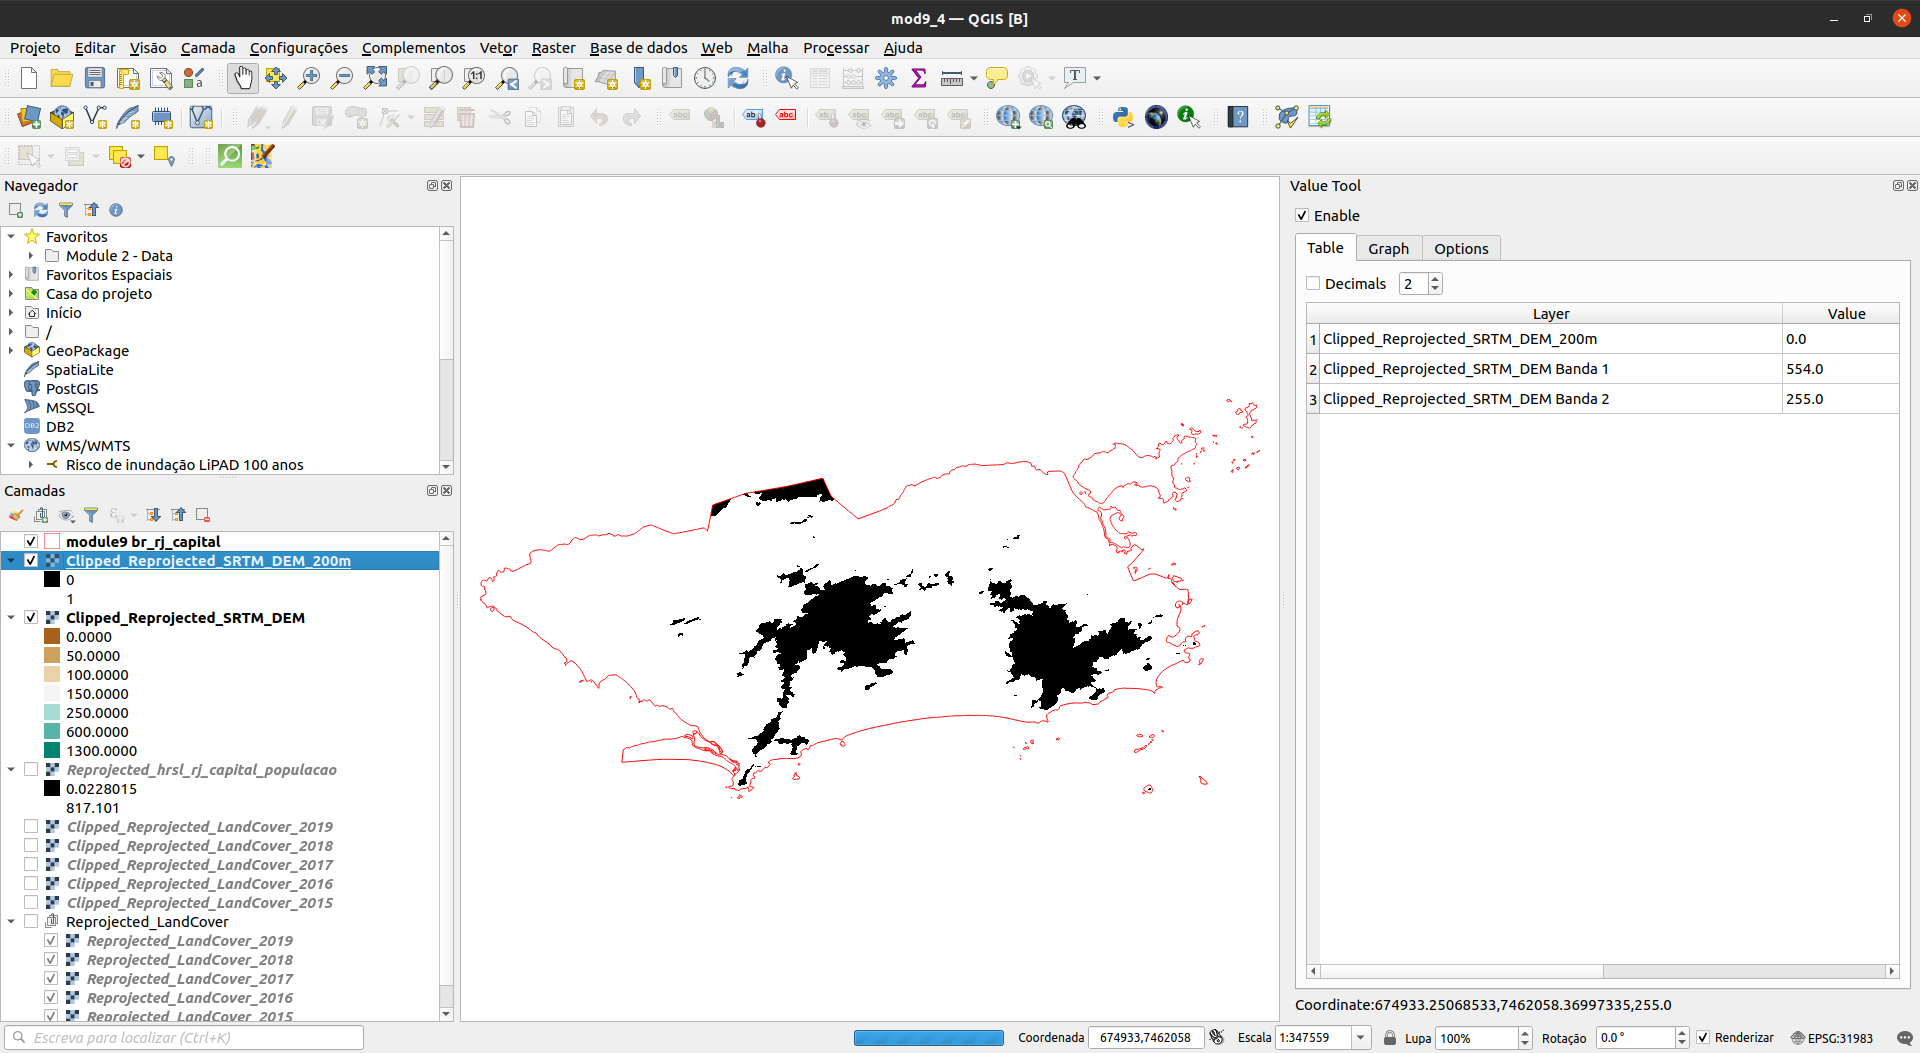 mod9_4 — QGIS [B]
Projeto Editar Visão Camada Configurações Complementos Vetor Raster Base de dados Web Malha Processar Ajuda
Navegador
Favoritos
Module 2 - Data
Favoritos Espaciais
Casa do projeto
Início
/
GeoPackage
SpatiaLite
PostGIS
MSSQL
DB2
WMS/WMTS
Risco de inundação LiPAD 100 anos
Camadas
module9 br_rj_capital
Clipped_Reprojected_SRTM_DEM_200m
0
1
Clipped_Reprojected_SRTM_DEM
0.0000
50.0000
100.0000
150.0000
250.0000
600.0000
1300.0000
Reprojected_hrsl_rj_capital_populacao
0.0228015
817.101
Clipped_Reprojected_LandCover_2019
Clipped_Reprojected_LandCover_2018
Clipped_Reprojected_LandCover_2017
Clipped_Reprojected_LandCover_2016
Clipped_Reprojected_LandCover_2015
Reprojected_LandCover
Reprojected_LandCover_2019
Reprojected_LandCover_2018
Reprojected_LandCover_2017
Reprojected_LandCover_2016
Reprojected_LandCover_2015
Value Tool
Enable
Table Graph Options
Decimals 2
Layer Value
1 Clipped_Reprojected_SRTM_DEM_200m 0.0
2 Clipped_Reprojected_SRTM_DEM Banda 1 554.0
3 Clipped_Reprojected_SRTM_DEM Banda 2 255.0
Coordinate:674933.25068533,7462058.36997335,255.0
Escreva para localizar (Ctrl+K) Coordenada 674933,7462058 Escala 1:347559 Lupa 100% Rotação 0.0 ° Renderizar EPSG:31983